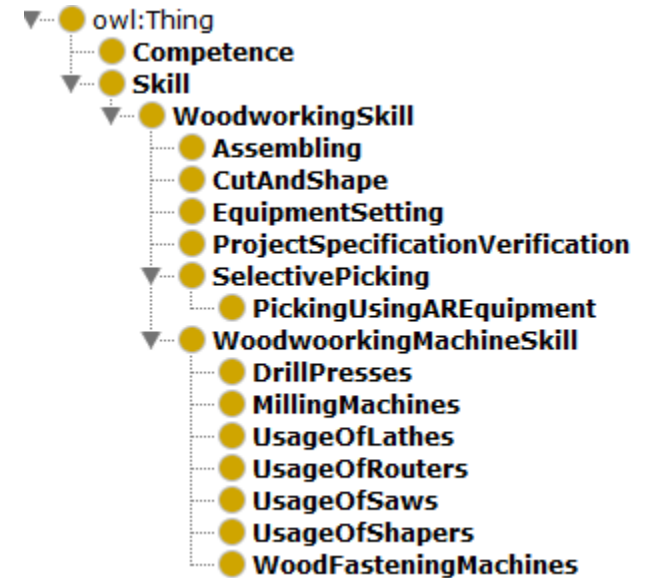 owl:Thing
Competence
Skill
WoodworkingSkill
Assembling
CutAndShape
EquipmentSetting
ProjectSpecificationVerification
SelectivePicking
PickingUsingAREquipment
WoodwoorkingMachineSkill
DrillPresses
MillingMachines
UsageOfLathes
UsageOfRouters
UsageOfSaws
UsageOfShapers
WoodFasteningMachines